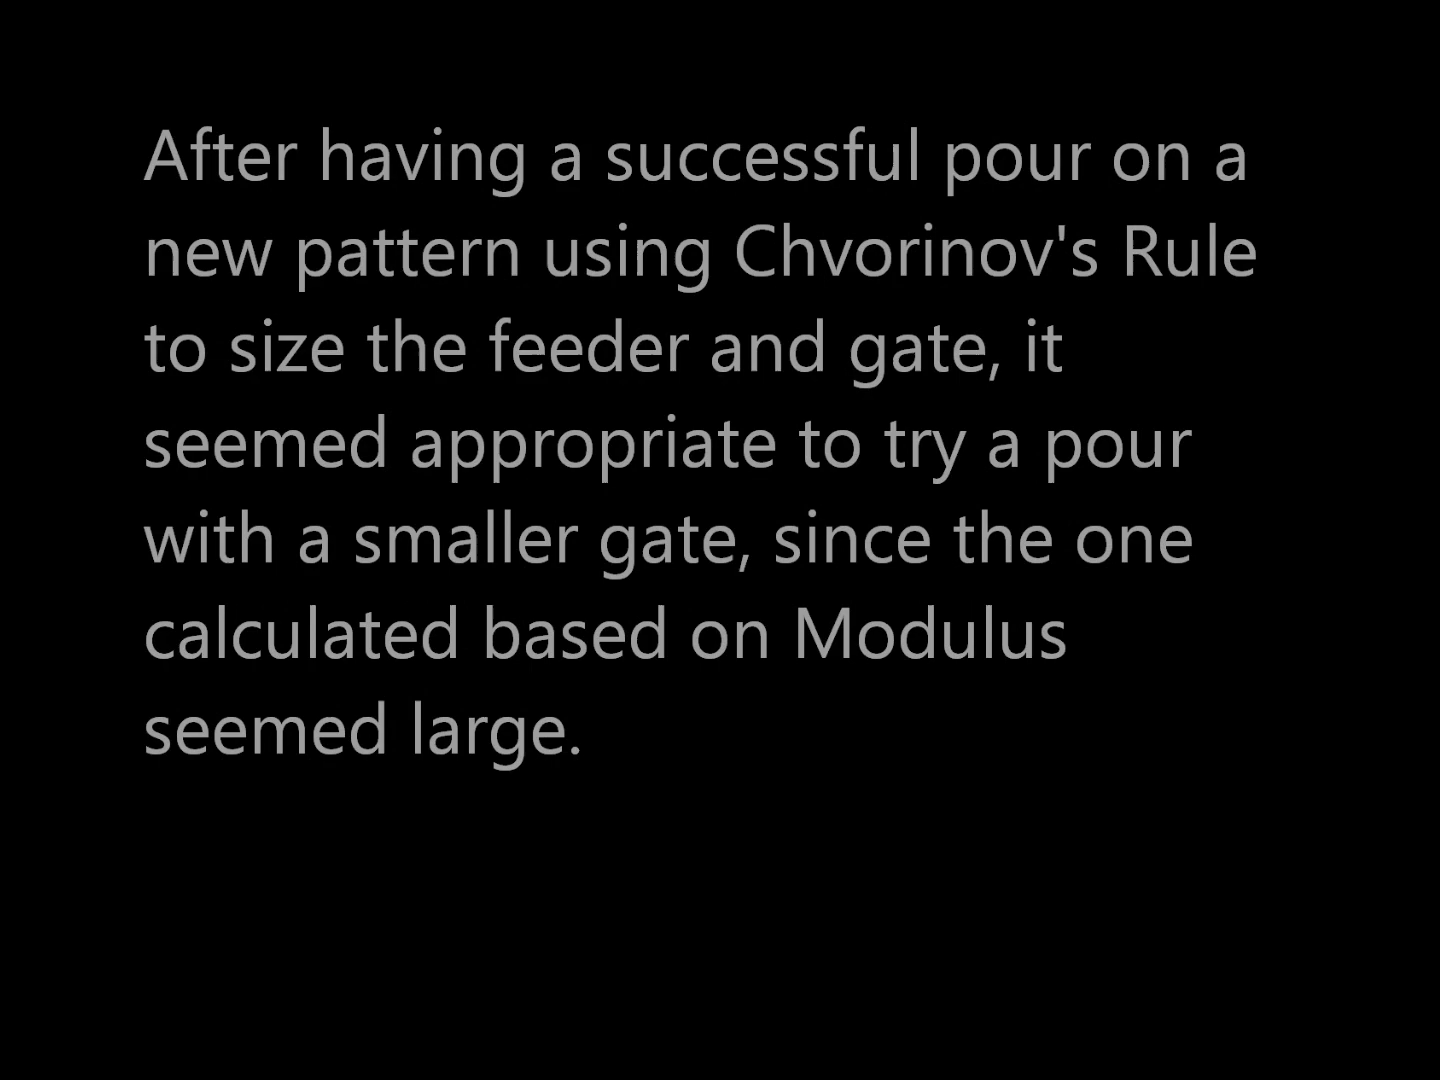 After having a successful pour on a
new pattern using Chvorinov's Rule
to size the feeder and gate, it
seemed appropriate to try a pour
with a smaller gate, since the one
calculated based on Modulus
seemed large.